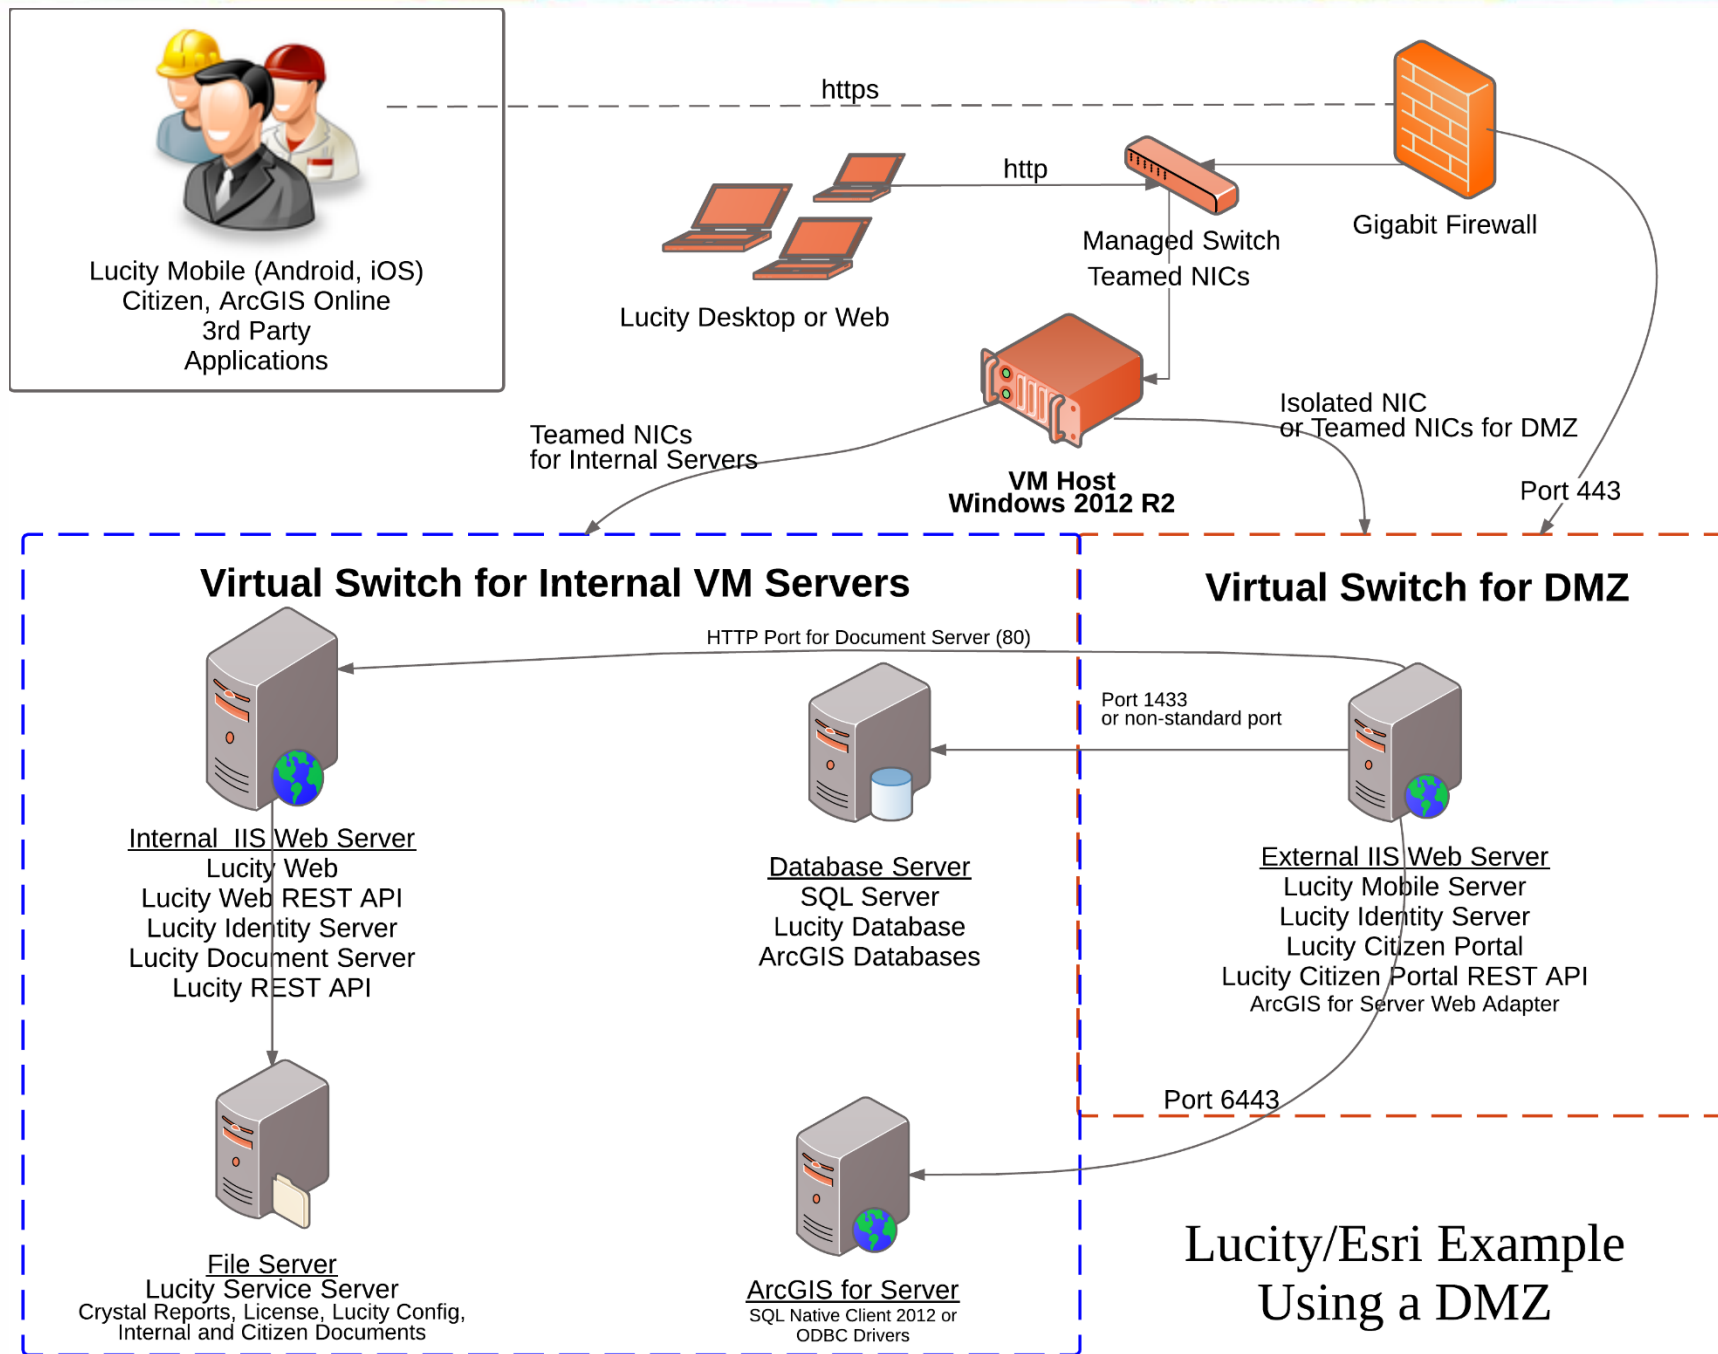 https
http
Managed Switch
Teamed NICs
Gigabit Firewall
Lucity Mobile (Android, iOS)
Citizen, ArcGIS Online
3rd Party
Applications
Lucity Desktop or Web
Teamed NICs
for Internal Servers
VM Host
Windows 2012 R2
Isolated NIC
or Teamed NICs for DMZ
Port 443
Virtual Switch for Internal VM Servers
Virtual Switch for DMZ
HTTP Port for Document Server (80)
Port 1433
or non-standard port
Internal  IIS Web Server
Lucity Web
Lucity Web REST API
Lucity Identity Server
Lucity Document Server
Lucity REST API
Database Server
SQL Server
Lucity Database
ArcGIS Databases
External IIS Web Server
Lucity Mobile Server
Lucity Identity Server
Lucity Citizen Portal
Lucity Citizen Portal REST API
ArcGIS for Server Web Adapter
Port 6443
File Server
Lucity Service Server
Crystal Reports, License, Lucity Config,
Internal and Citizen Documents
ArcGIS for Server
SQL Native Client 2012 or
ODBC Drivers
Lucity/Esri Example
Using a DMZ